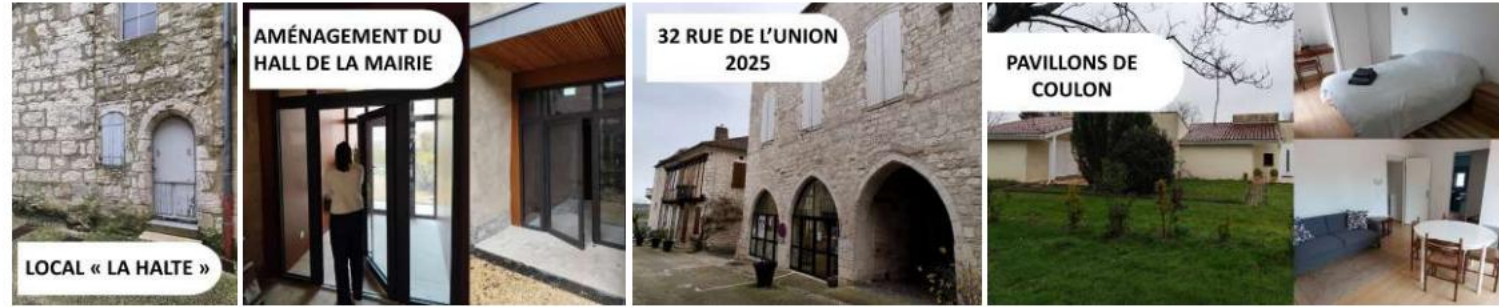 LOCAL « LA HALTE »
AMÉNAGEMENT DU
HALL DE LA MAIRIE
32 RUE DE L’UNION
2025
PAVILLONS DE
COULON